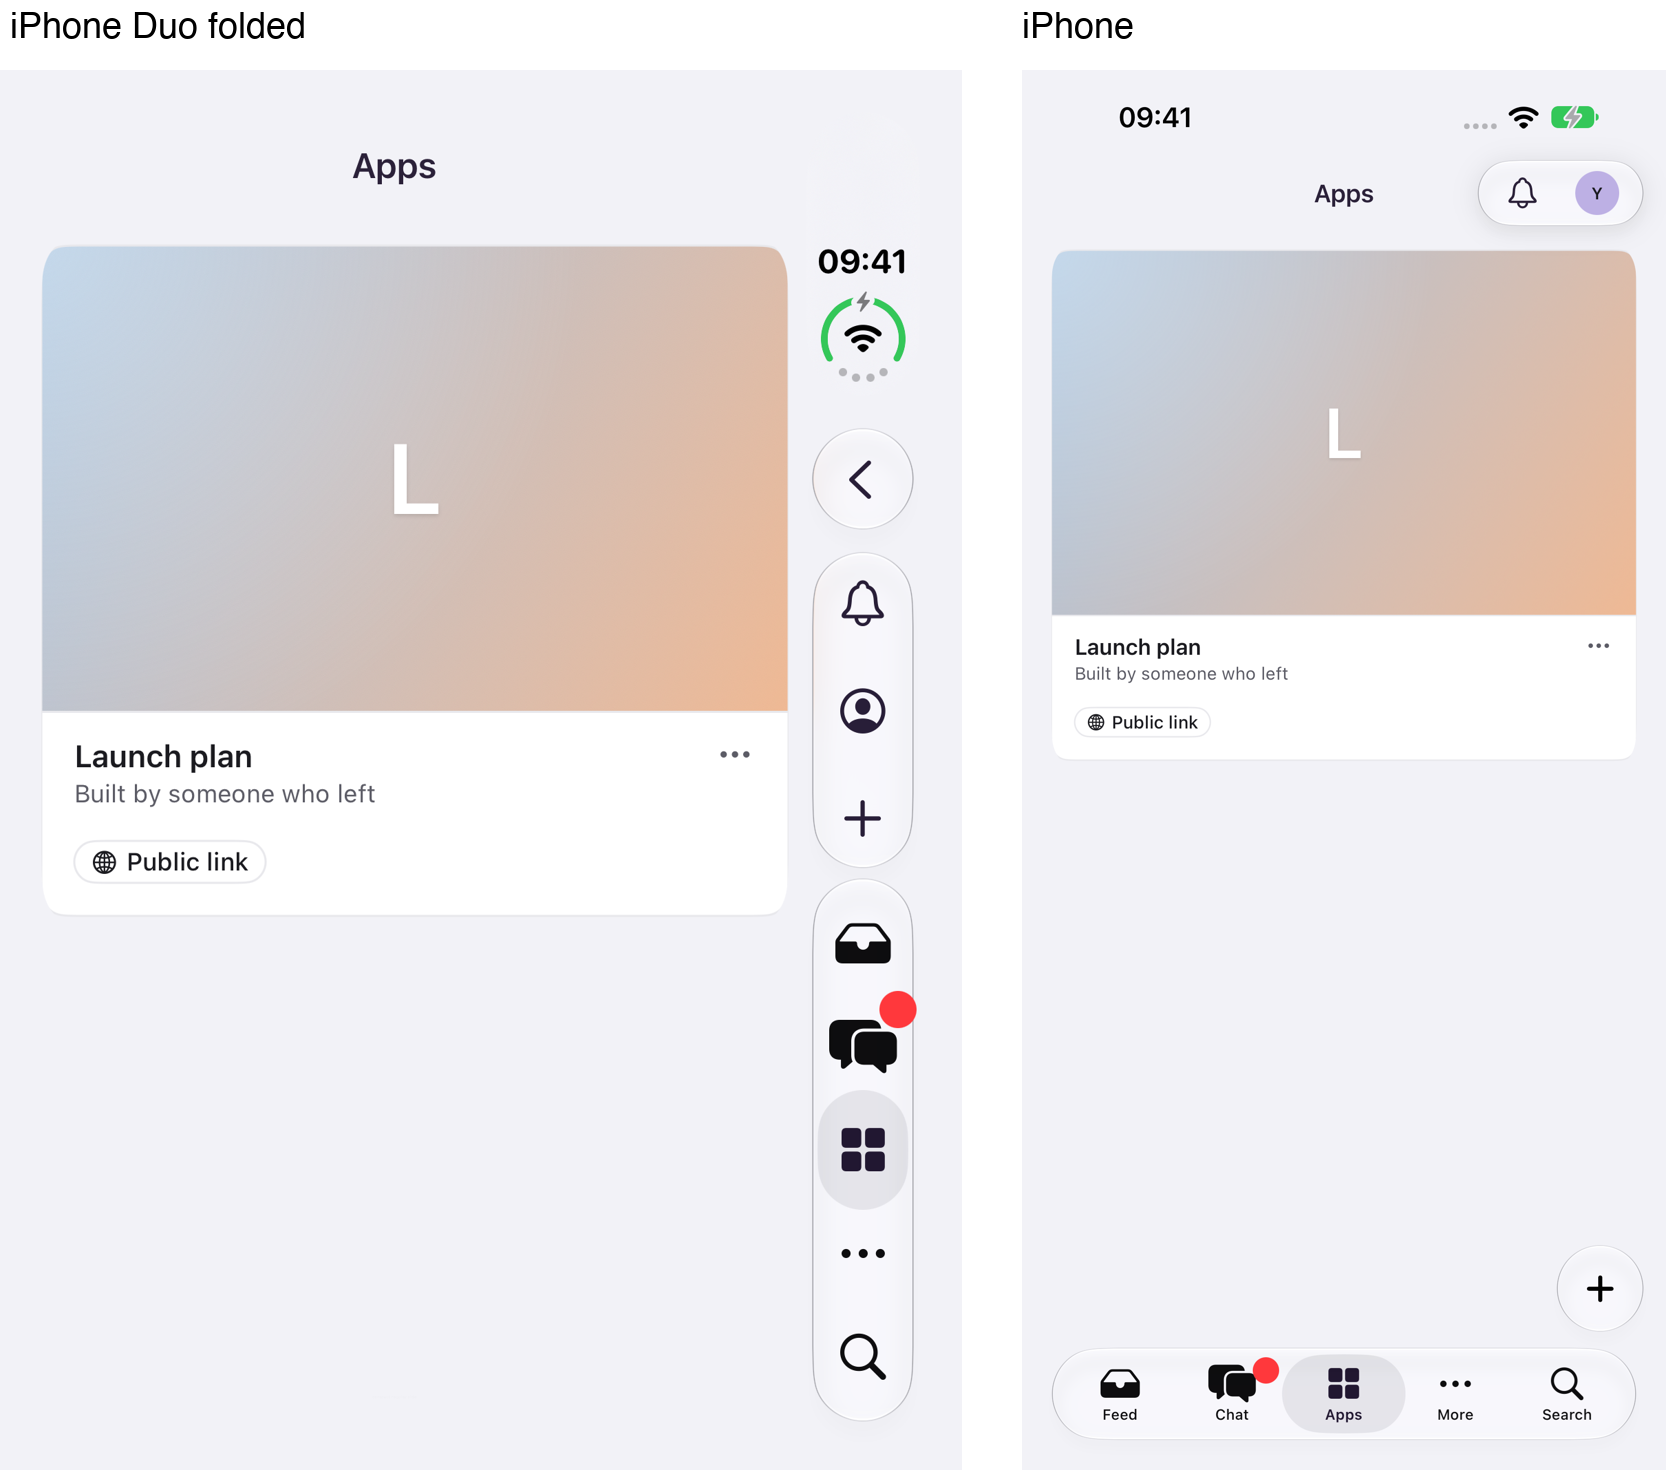 iPhone Duo folded
Apps
09:41
L
Launch plan
Built by someone who left
Public link
iPhone
09:41
Apps
Y
L
Launch plan
Built by someone who left
Public link
Feed
Chat
Apps
More
Search